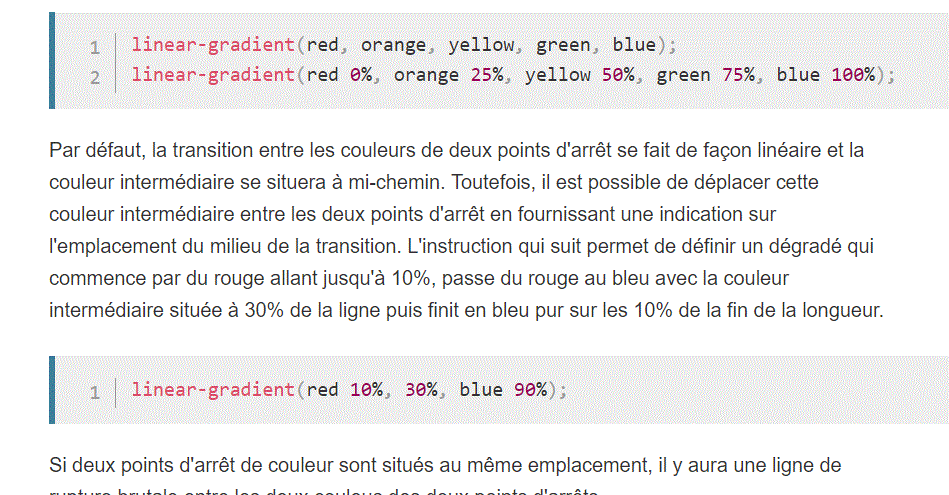 1 linear-gradient(red, orange, yellow, green, blue);
2 linear-gradient(red 0%, orange 25%, yellow 50%, green 75%, blue 100%);
Par défaut, la transition entre les couleurs de deux points d'arrêt se fait de façon linéaire et la
couleur intermédiaire se situera à mi-chemin. Toutefois, il est possible de déplacer cette
couleur intermédiaire entre les deux points d'arrêt en fournissant une indication sur
l'emplacement du milieu de la transition. L'instruction qui suit permet de définir un dégradé qui
commence par du rouge allant jusqu'à 10%, passe du rouge au bleu avec la couleur
intermédiaire située à 30% de la ligne puis finit en bleu pur sur les 10% de la fin de la longueur.
1 linear-gradient(red 10%, 30%, blue 90%);
Si deux points d'arrêt de couleur sont situés au même emplacement, il y aura une ligne de